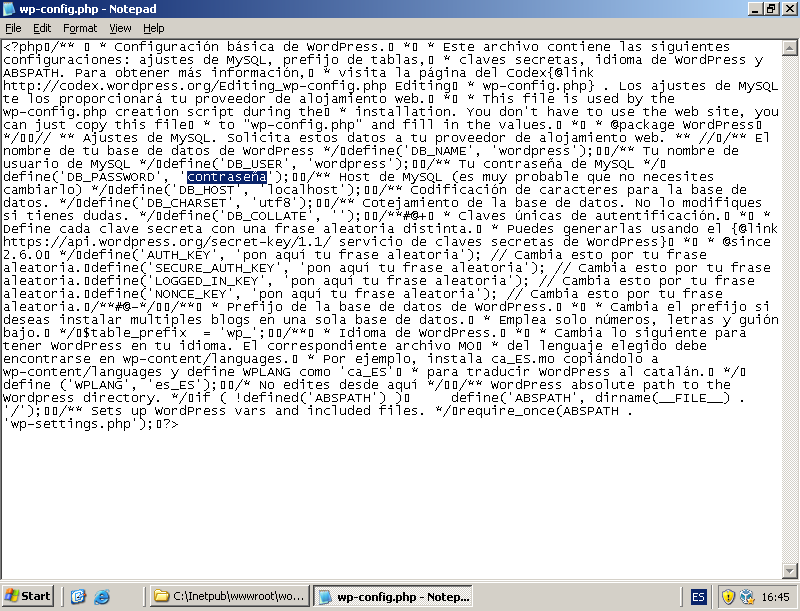 wp-config.php - Notepad
File Edit Format View Help
<?php▯/** ▯ * Configuración básica de WordPress.▯ *▯ * Este archivo contiene las siguientes
configuraciones: ajustes de MySQL, prefijo de tablas,▯ * claves secretas, idioma de WordPress y
ABSPATH. Para obtener más información,▯ * visita la página del Codex{@link
http://codex.wordpress.org/Editing_wp-config.php Editing▯ * wp-config.php} . Los ajustes de MySQL
te los proporcionará tu proveedor de alojamiento web.▯ *▯ * This file is used by the
wp-config.php creation script during the▯ * installation. You don't have to use the web site, you
can just copy this file▯ * to "wp-config.php" and fill in the values.▯ *▯ * @package WordPress▯
*/▯▯// ** Ajustes de MySQL. Solicita estos datos a tu proveedor de alojamiento web. ** //▯/** El
nombre de tu base de datos de WordPress */▯define('DB_NAME', 'wordpress');▯▯/** Tu nombre de
usuario de MySQL */▯define('DB_USER', 'wordpress');▯▯/** Tu contraseña de MySQL */▯
define('DB_PASSWORD', 'contraseña');▯▯/** Host de MySQL (es muy probable que no necesites
cambiarlo) */▯define('DB_HOST', 'localhost');▯▯/** Codificación de caracteres para la base de
datos. */▯define('DB_CHARSET', 'utf8');▯▯/** Cotejamiento de la base de datos. No lo modifiques
si tienes dudas. */▯define('DB_COLLATE', '');▯▯/**#@+▯ * Claves únicas de autentificación.▯ *▯ *
Define cada clave secreta con una frase aleatoria distinta.▯ * Puedes generarlas usando el {@link
https://api.wordpress.org/secret-key/1.1/ servicio de claves secretas de WordPress}▯ *▯ * @since
2.6.0▯ */▯define('AUTH_KEY', 'pon aquí tu frase aleatoria'); // Cambia esto por tu frase
aleatoria.▯define('SECURE_AUTH_KEY', 'pon aquí tu frase aleatoria'); // Cambia esto por tu frase
aleatoria.▯define('LOGGED_IN_KEY', 'pon aquí tu frase aleatoria'); // Cambia esto por tu frase
aleatoria.▯define('NONCE_KEY', 'pon aquí tu frase aleatoria'); // Cambia esto por tu frase
aleatoria.▯/**#@-*/▯▯/**▯ * Prefijo de la base de datos de WordPress.▯ *▯ * Cambia el prefijo si
deseas instalar multiples blogs en una sola base de datos.▯ * Emplea solo números, letras y guión
bajo.▯ */▯$table_prefix  = 'wp_';▯▯/**▯ * Idioma de WordPress.▯ *▯ * Cambia lo siguiente para
tener WordPress en tu idioma. El correspondiente archivo MO▯ * del lenguaje elegido debe
encontrarse en wp-content/languages.▯ * Por ejemplo, instala ca_ES.mo copiándolo a
wp-content/languages y define WPLANG como 'ca_ES'▯ * para traducir WordPress al catalán.▯ */▯
define ('WPLANG', 'es_ES');▯▯/* No edites desde aquí */▯▯/** WordPress absolute path to the
Wordpress directory. */▯if ( !defined('ABSPATH') )▯     define('ABSPATH', dirname(__FILE__) .
'/');▯▯/** Sets up WordPress vars and included files. */▯require_once(ABSPATH .
'wp-settings.php');▯?>
Start C:\Inetpub\wwwroot\wo... wp-config.php - Notep... ES 16:45